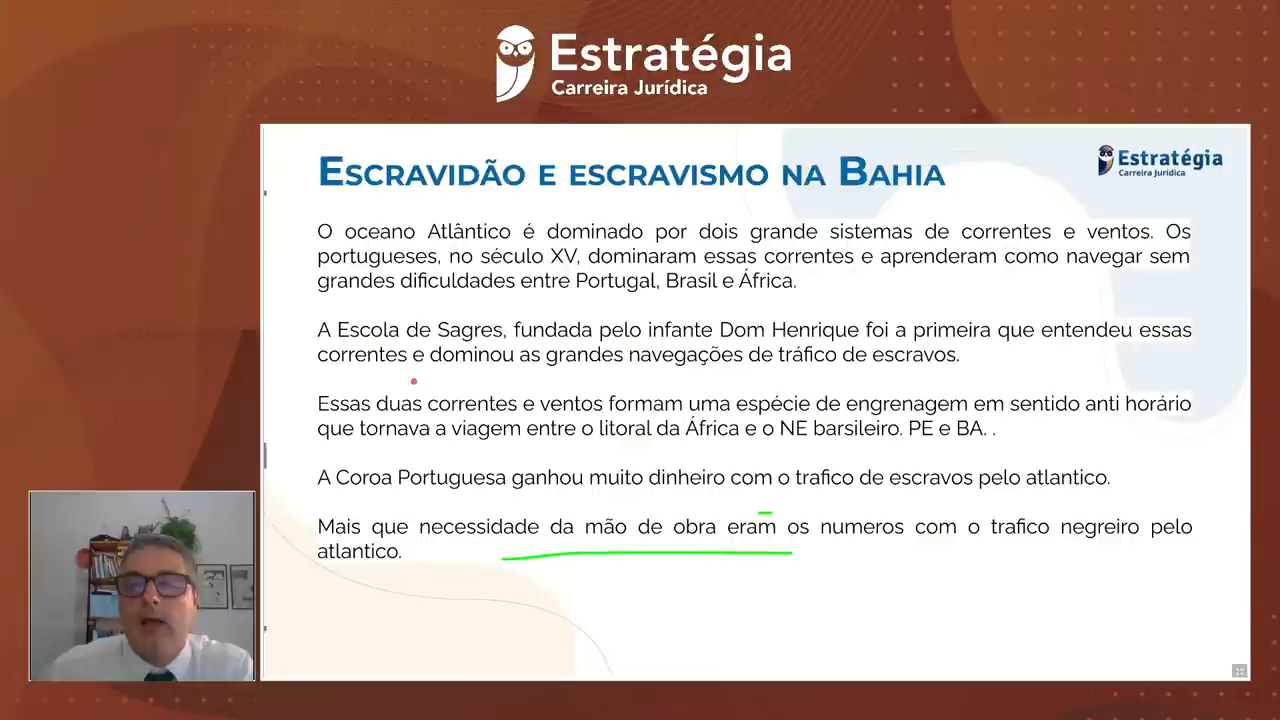 Estratégia
Carreira Jurídica
ESCRAVIDÃO E ESCRAVISMO NA BAHIA
Estratégia
Carreira Jurídica
O oceano Atlântico é dominado por dois grande sistemas de correntes e ventos. Os
portugueses, no século XV, dominaram essas correntes e aprenderam como navegar sem
grandes dificuldades entre Portugal, Brasil e África.
A Escola de Sagres, fundada pelo infante Dom Henrique foi a primeira que entendeu essas
correntes e dominou as grandes navegações de tráfico de escravos.
Essas duas correntes e ventos formam uma espécie de engrenagem em sentido anti horário
que tornava a viagem entre o litoral da África e o NE barsileiro. PE e BA. .
A Coroa Portuguesa ganhou muito dinheiro com o trafico de escravos pelo atlantico.
Mais que necessidade da mão de obra eram os numeros com o trafico negreiro pelo
atlantico.